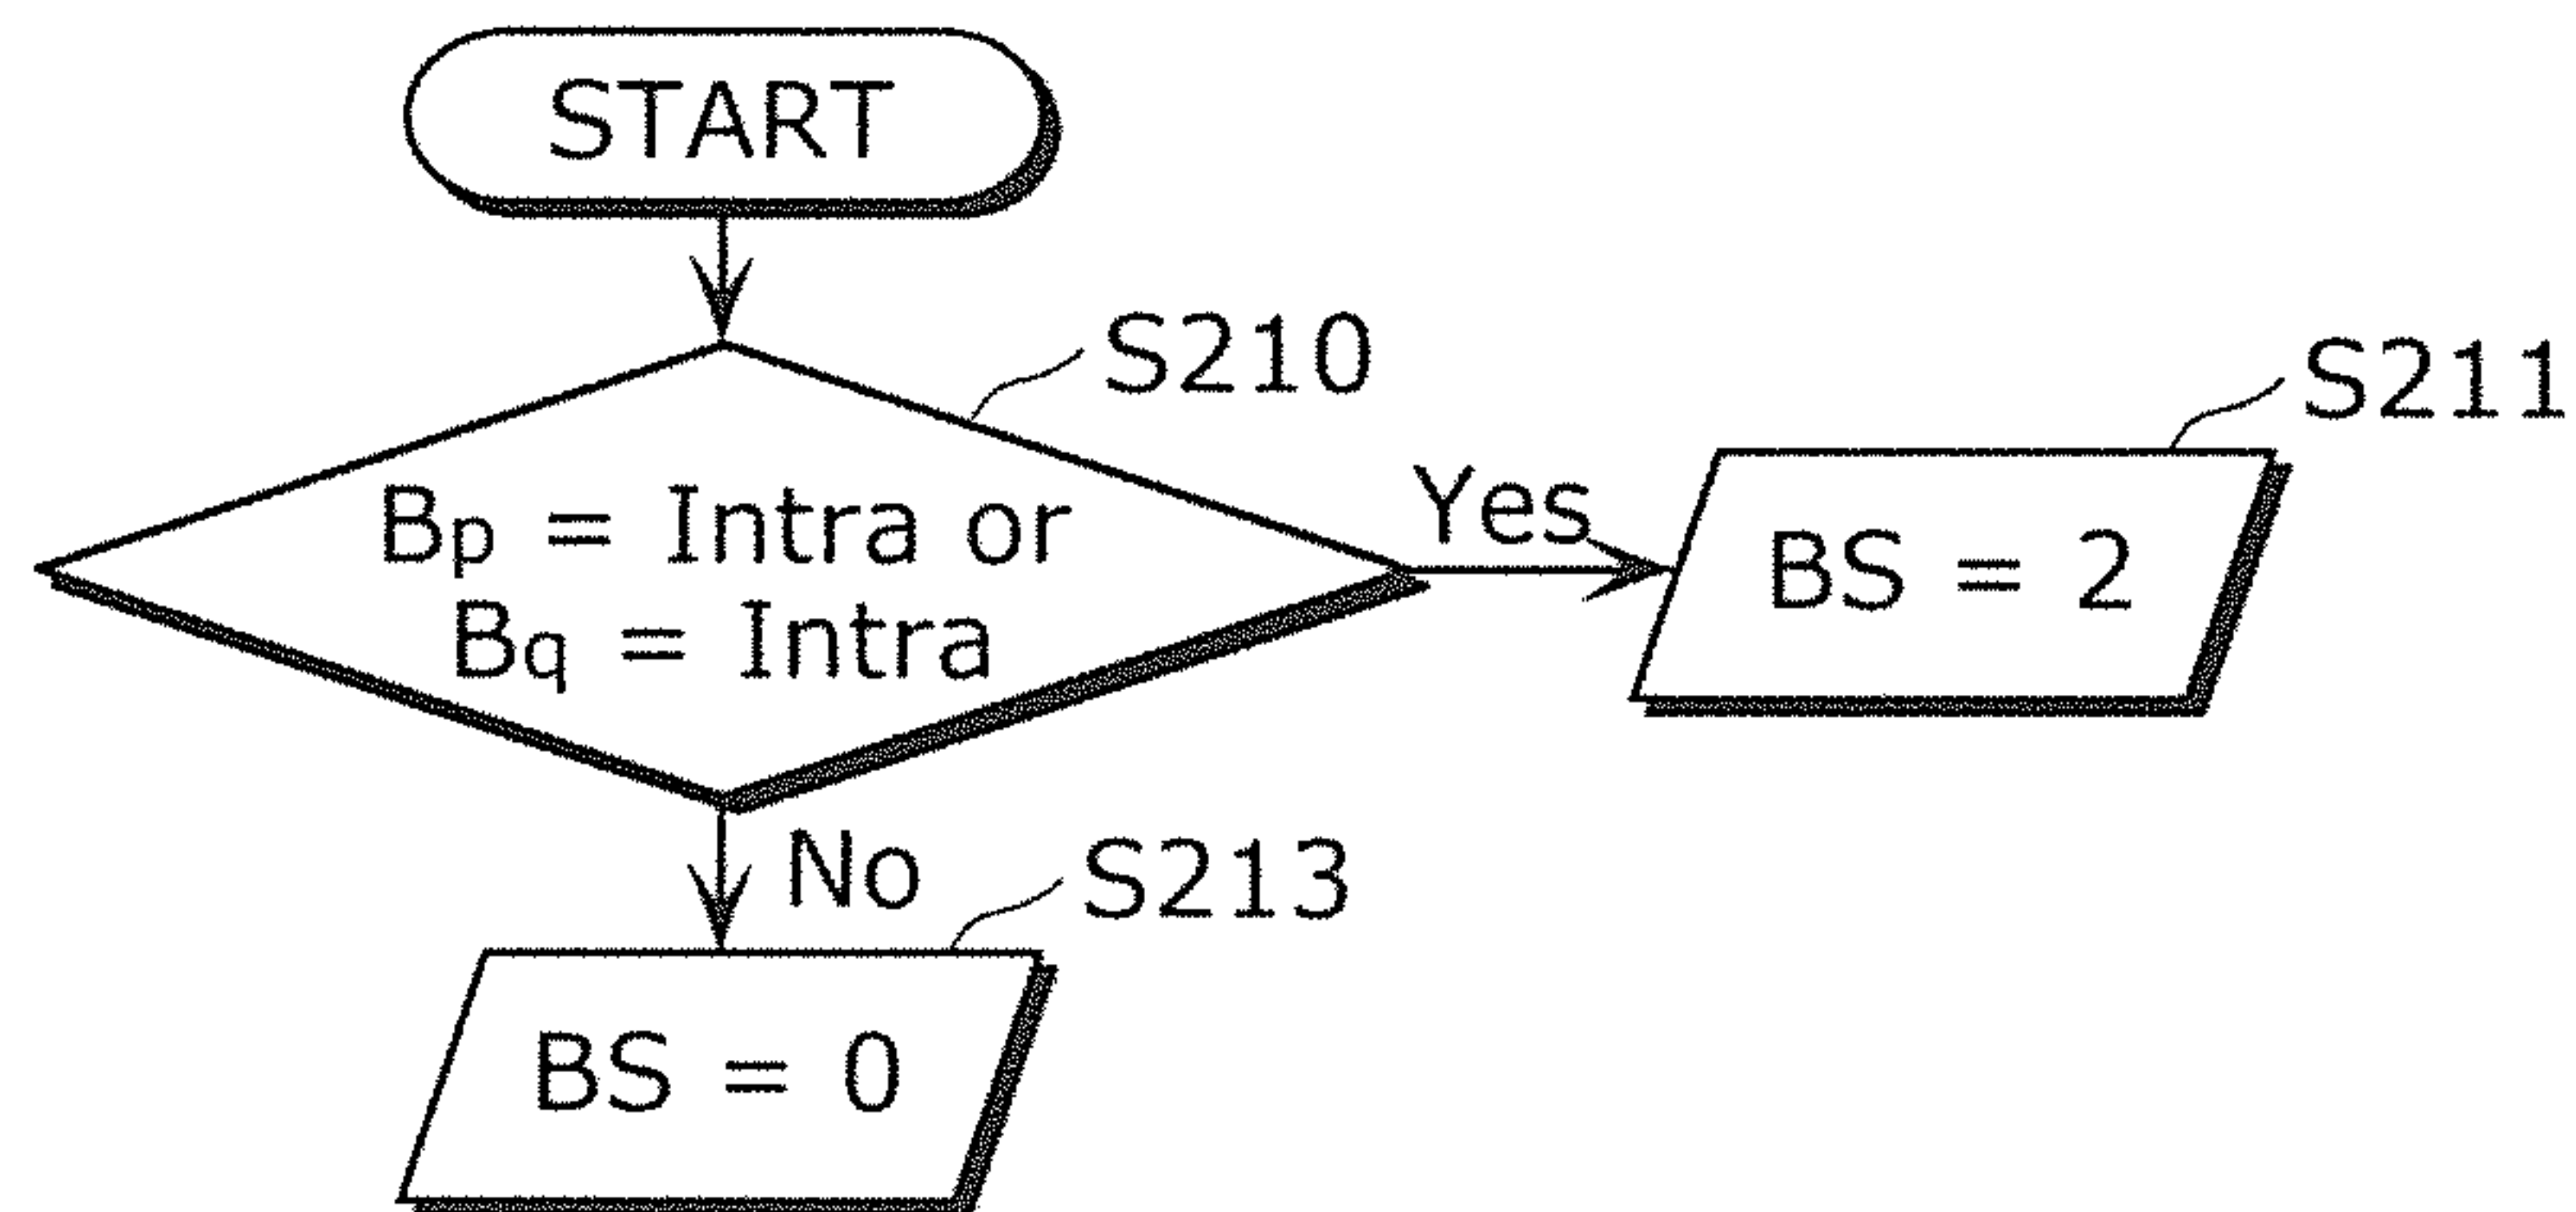 START
S210
S211
Bp = Intra or
Bq = Intra
Yes
BS = 2
No
S213
BS = 0